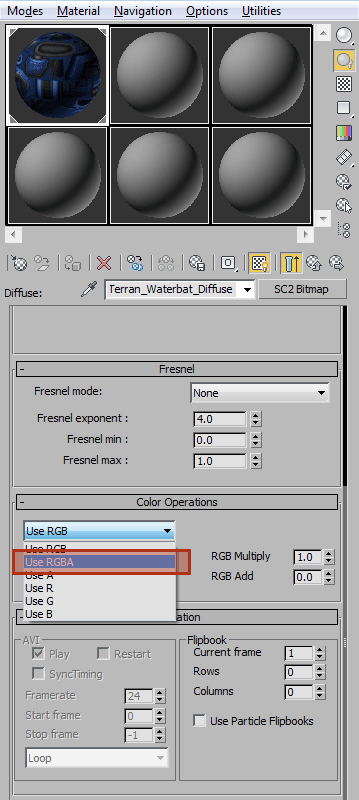 Modes Material Navigation Options Utilities
Diffuse: Terran_Waterbat_Diffuse SC2 Bitmap
- Fresnel
Fresnel mode: None
Fresnel exponent : 4.0
Fresnel min : 0.0
Fresnel max : 1.0
- Color Operations
Use RGB
Use RGB
Use RGBA RGB Multiply 1.0
Use A RGB Add 0.0
Use R
Use G
Use B
AVI Flipbook
Play Restart Current frame 1
SyncTiming Rows 0
Framerate 24 Columns 0
Start frame 0 Use Particle Flipbooks
Stop frame -1
Loop